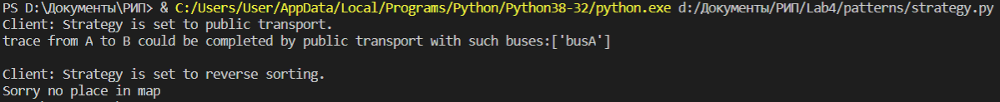 PS D:\Документы\РИП> & C:/Users/User/AppData/Local/Programs/Python/Python38-32/python.exe d:/Документы/РИП/Lab4/patterns/strategy.py
Client: Strategy is set to public transport.
trace from A to B could be completed by public transport with such buses:['busA']
Client: Strategy is set to reverse sorting.
Sorry no place in map